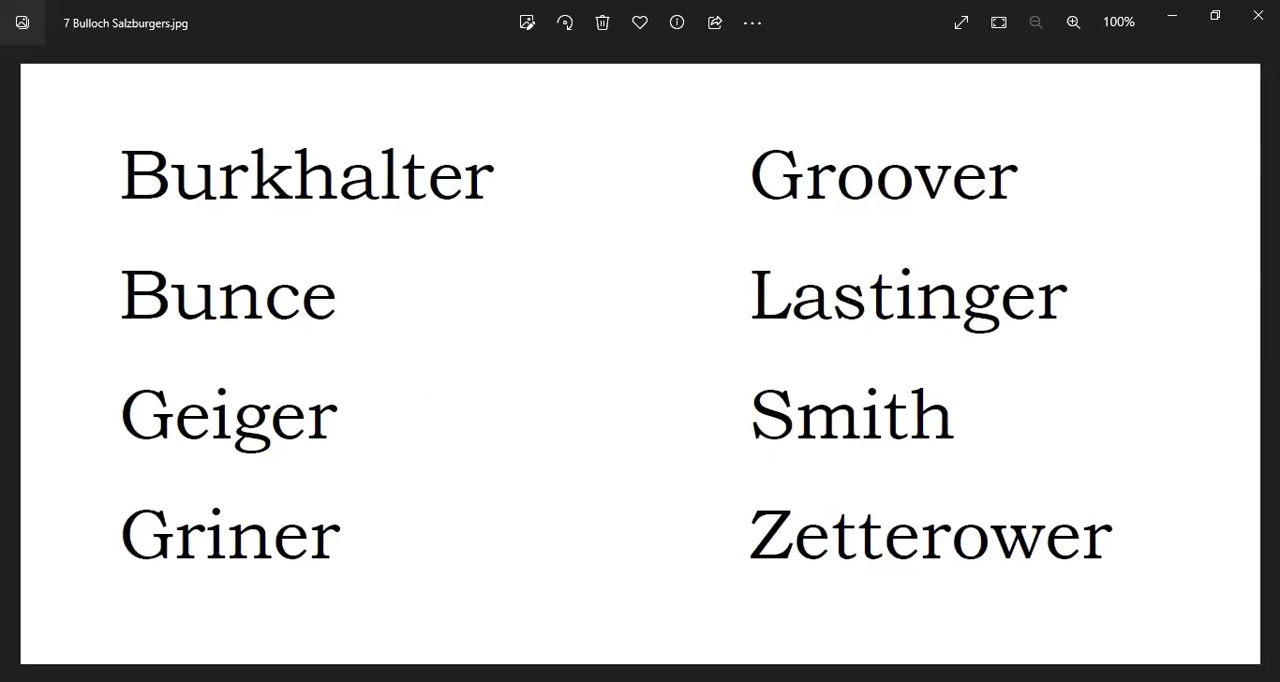 7 Bulloch Salzburgers.jpg
100%
Burkhalter
Bunce
Geiger
Griner
Groover
Lastinger
Smith
Zetterower